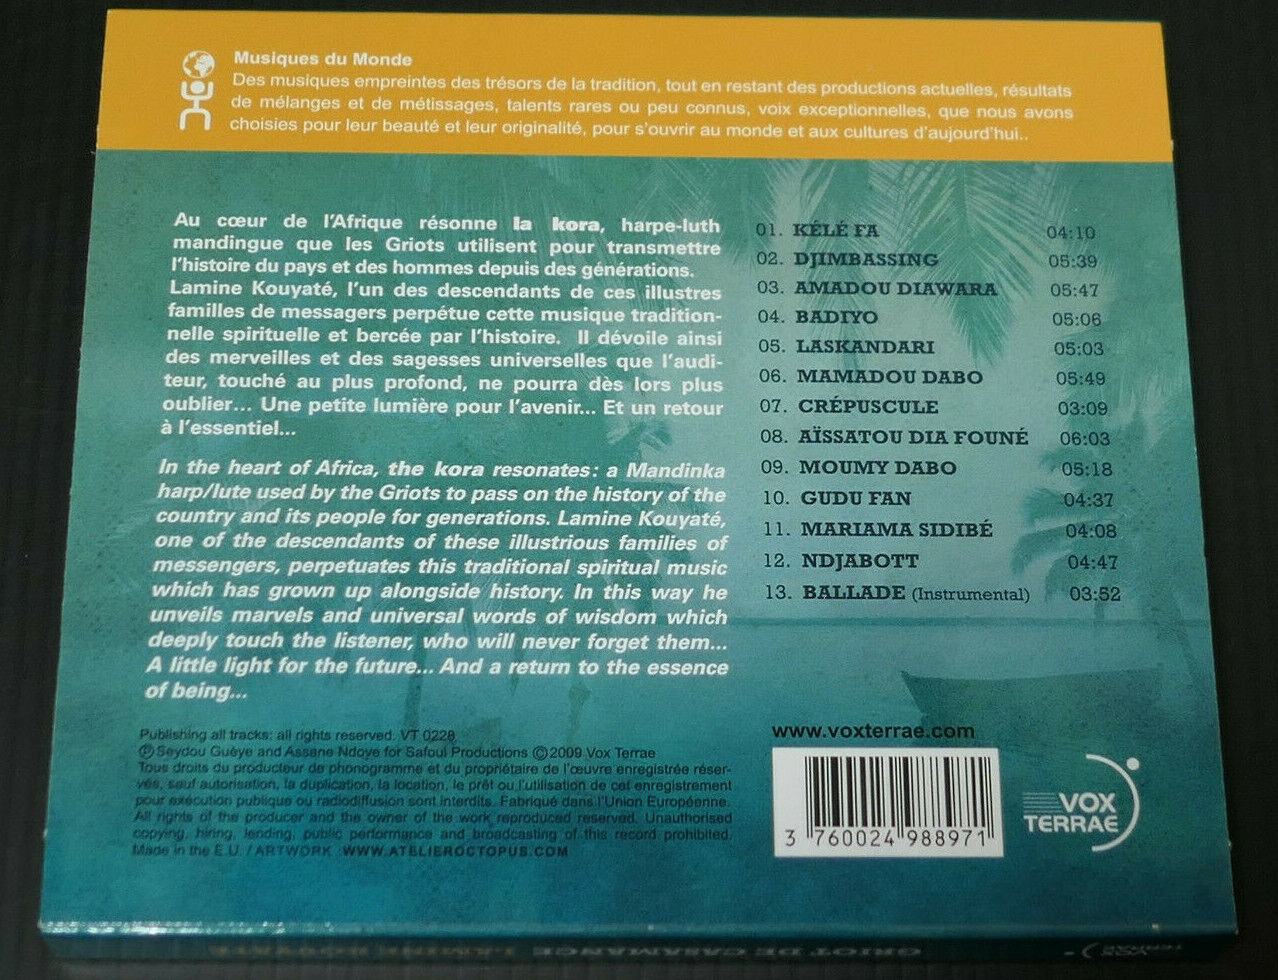 Musiques du Monde
Des musiques empreintes des trésors de la tradition, tout en restant des productions actuelles, résultats
de mélanges et de métissages, talents rares ou peu connus, voix exceptionnelles, que nous avons
choisies pour leur beauté et leur originalité, pour s'ouvrir au monde et aux cultures d'aujourd'hui..
Au cœur de l'Afrique résonne la kora, harpe-luth
mandingue que les Griots utilisent pour transmettre
l'histoire du pays et des hommes depuis des générations.
Lamine Kouyaté, l'un des descendants de ces illustres
familles de messagers perpétue cette musique tradition-
nelle spirituelle et bercée par l'histoire. Il dévoile ainsi
des merveilles et des sagesses universelles que l'audi-
teur, touché au plus profond, ne pourra dès lors plus
oublier... Une petite lumière pour l'avenir... Et un retour
à l'essentiel...
In the heart of Africa, the kora resonates: a Mandinka
harp/lute used by the Griots to pass on the history of the
country and its people for generations. Lamine Kouyaté,
one of the descendants of these illustrious families of
messengers, perpetuates this traditional spiritual music
which has grown up alongside history. In this way he
unveils marvels and universal words of wisdom which
deeply touch the listener, who will never forget them...
A little light for the future... And a return to the essence
of being...
01. KÉLÉ FA 04:10
02. DJIMBASSING 05:39
03. AMADOU DIAWARA 05:47
04. BADIYO 05:06
05. LASKANDARI 05:03
06. MAMADOU DABO 05:49
07. CRÉPUSCULE 03:09
08. AÏSSATOU DIA FOUNÉ 06:03
09. MOUMY DABO 05:18
10. GUDU FAN 04:37
11. MARIAMA SIDIBÉ 04:08
12. NDJABOTT 04:47
13. BALLADE (Instrumental) 03:52
Publishing all tracks: all rights reserved. VT 0228
Ⓟ Seydou Guèye and Assane Ndoye for Safoul Productions ©2009 Vox Terrae
Tous droits du producteur de phonogramme et du propriétaire de l'œuvre enregistrée réser-
vés, sauf autorisation, la duplication, la location, le prêt ou l'utilisation de cet enregistrement
pour exécution publique ou radiodiffusion sont interdits. Fabriqué dans l'Union Européenne.
All rights of the producer and the owner of the work reproduced reserved. Unauthorised
copying, hiring, lending, public performance and broadcasting of this record prohibited.
Made in the E.U. / ARTWORK : WWW.ATELIEROCTOPUS.COM
www.voxterrae.com
3 760024 988971
VOX
TERRAE
GRIOT DE CASAMANCE LAMINE KOUYATÉ
VOX
TERRAE